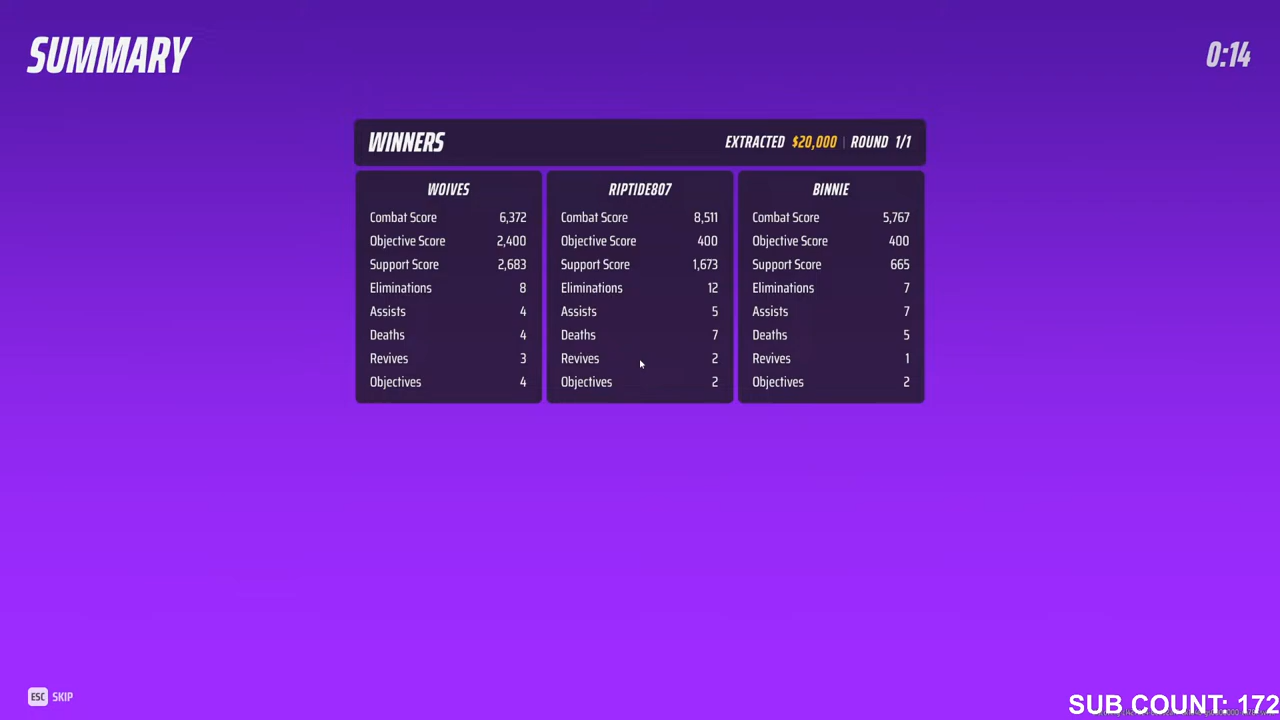 SUMMARY
0:14
WINNERS
EXTRACTED $20,000 | ROUND 1/1
WOIVES
Combat Score 6,372
Objective Score 2,400
Support Score 2,683
Eliminations 8
Assists 4
Deaths 4
Revives 3
Objectives 4
RIPTIDE807
Combat Score 8,511
Objective Score 400
Support Score 1,673
Eliminations 12
Assists 5
Deaths 7
Revives 2
Objectives 2
BINNIE
Combat Score 5,767
Objective Score 400
Support Score 665
Eliminations 7
Assists 7
Deaths 5
Revives 1
Objectives 2
ESC SKIP
SUB COUNT: 172